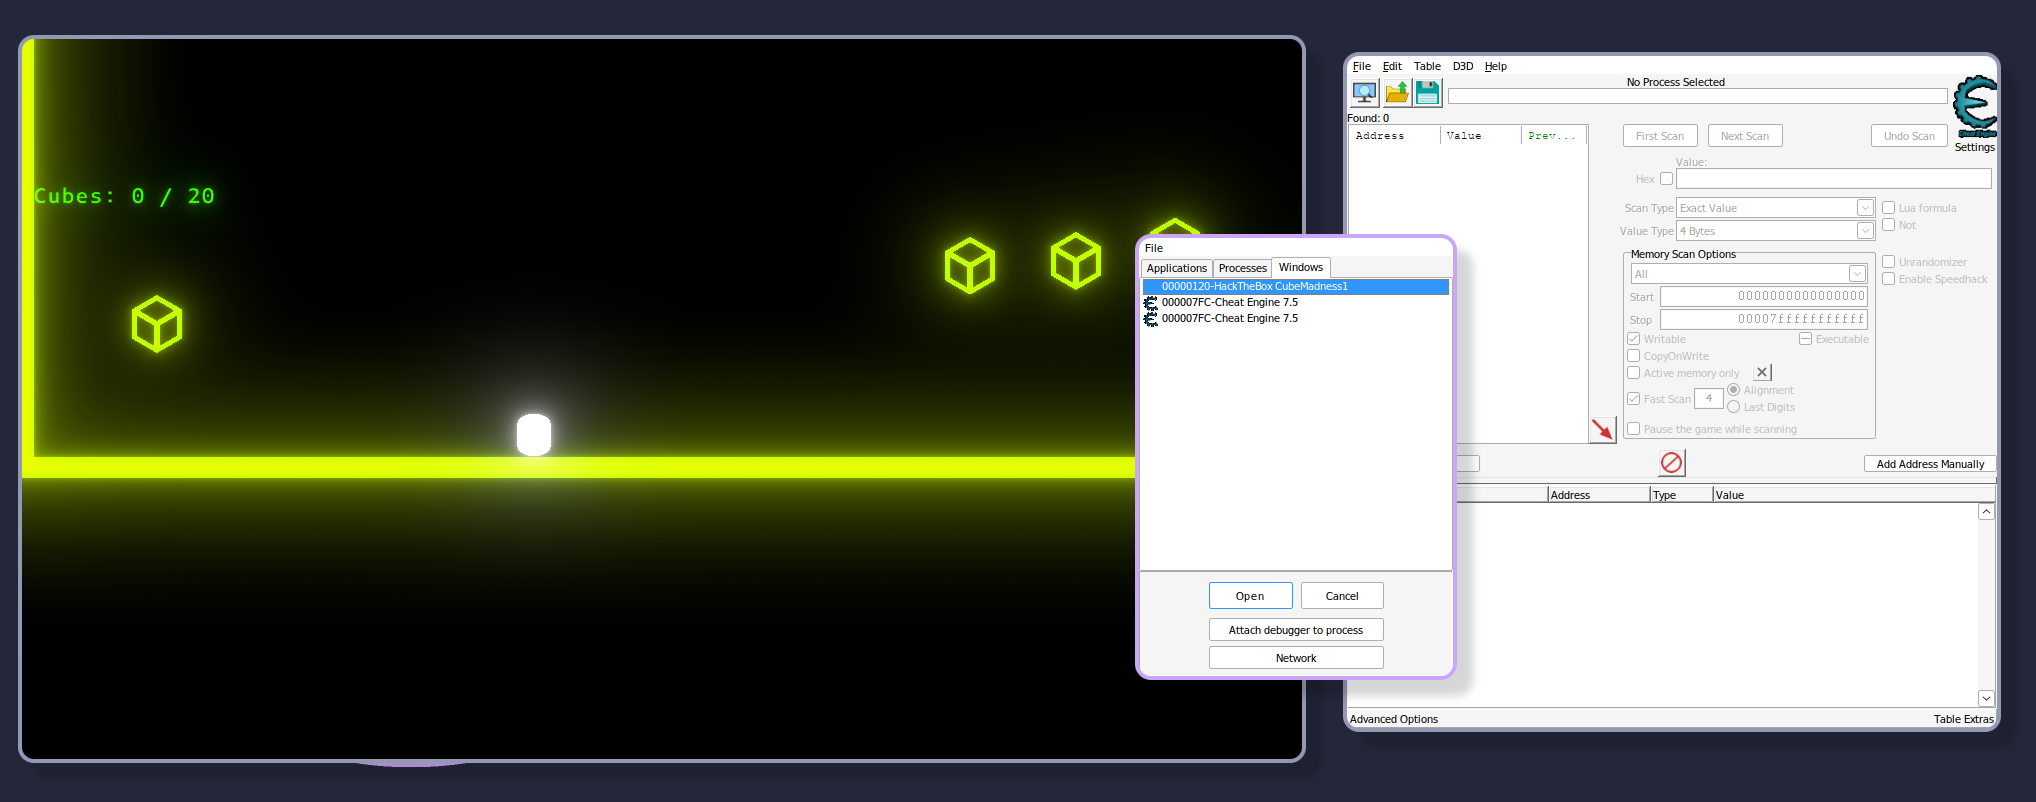 Cubes: 0 / 20
File Edit Table D3D Help
No Process Selected
Found: 0
Address Value Prev...
First Scan Next Scan Undo Scan
Cheat Engine
Settings
Value:
Hex
Scan Type Exact Value
Lua formula
Not
Value Type 4 Bytes
Memory Scan Options
All
Unrandomizer
Enable Speedhack
Start 0000000000000000
Stop 00007fffffffffff
Writable Executable
CopyOnWrite
Active memory only
Fast Scan 4 Alignment
Last Digits
Pause the game while scanning
Add Address Manually
Address Type Value
Advanced Options Table Extras
File
Applications Processes Windows
00000120-HackTheBox CubeMadness1
000007FC-Cheat Engine 7.5
000007FC-Cheat Engine 7.5
Open Cancel
Attach debugger to process
Network